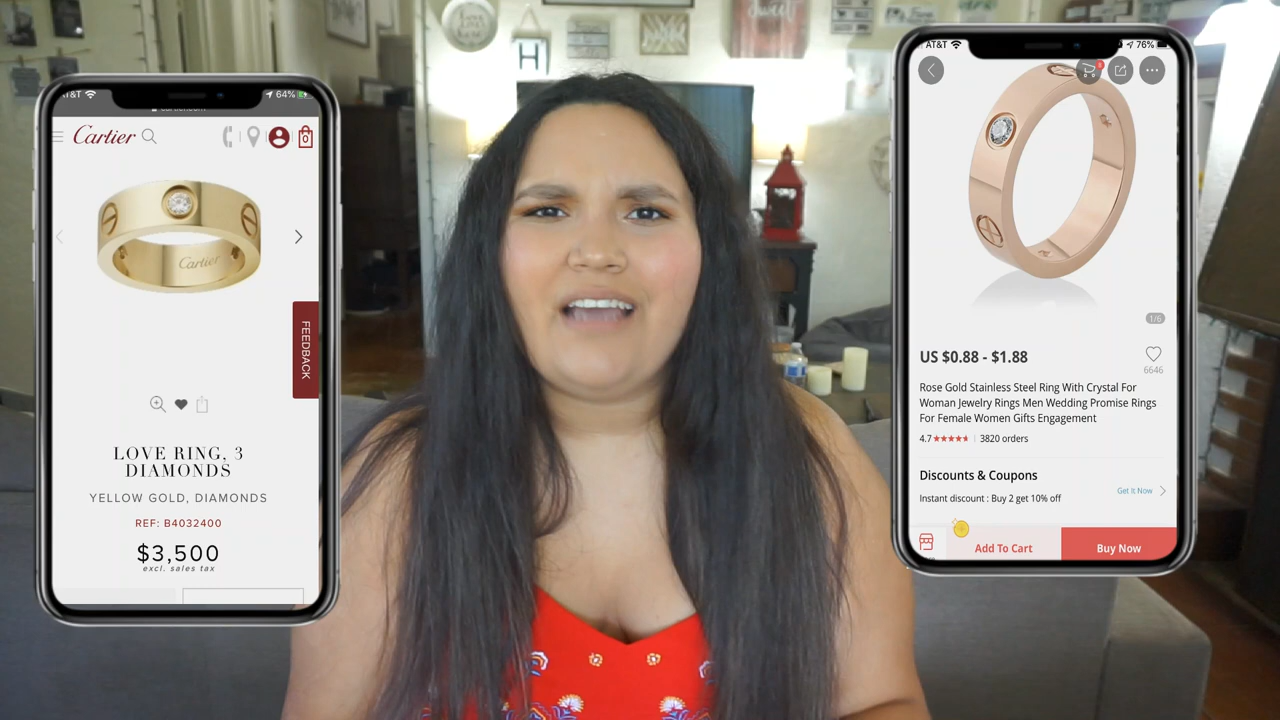 AT&T
64%
Cartier
0
Cartier
FEEDBACK
LOVE RING, 3
DIAMONDS
YELLOW GOLD, DIAMONDS
REF: B4032400
$3,500
excl. sales tax
H
Sweet
AT&T
76%
1/6
US $0.88 - $1.88
6646
Rose Gold Stainless Steel Ring With Crystal For
Woman Jewelry Rings Men Wedding Promise Rings
For Female Women Gifts Engagement
4.7
3820 orders
Discounts & Coupons
Instant discount : Buy 2 get 10% off
Get It Now
Add To Cart
Buy Now